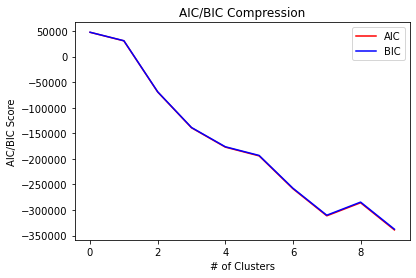 AIC/BIC Compression
AIC
BIC
50000
0
−50000
−100000
−150000
−200000
−250000
−300000
−350000
AIC/BIC Score
0 2 4 6 8
# of Clusters